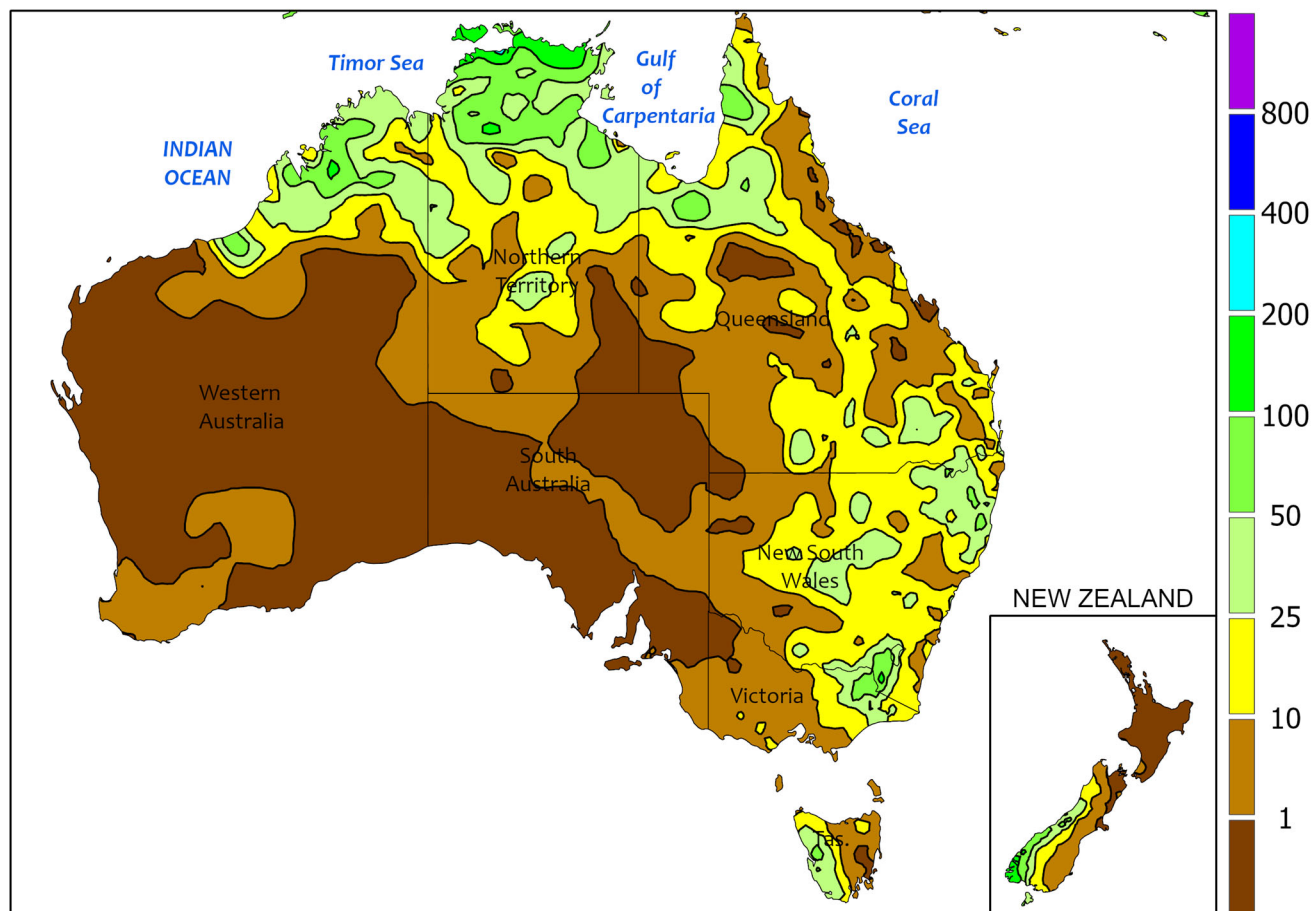 Timor Sea
Gulf
of
Carpentaria
Coral
Sea
INDIAN
OCEAN
Northern
Territory
Queensland
Western
Australia
South
Australia
New South
Wales
Victoria
Tas.
NEW ZEALAND
800
400
200
100
50
25
10
1